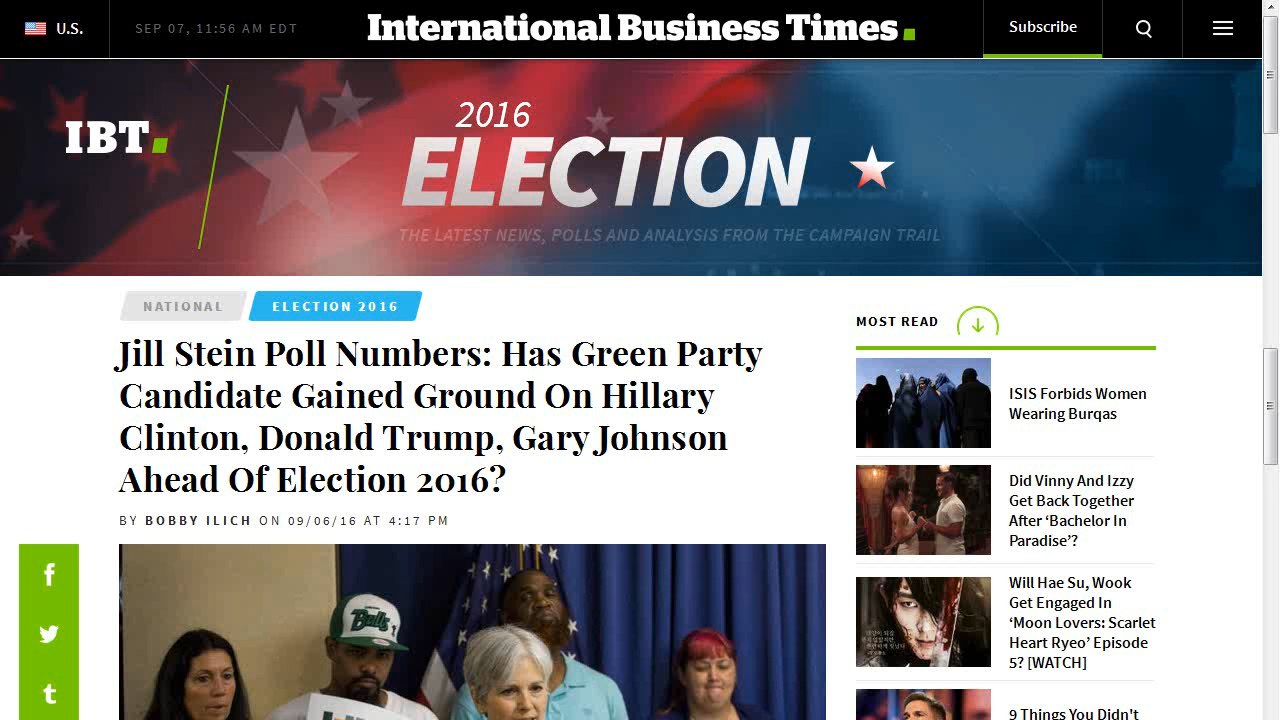 U.S.
SEP 07, 11:56 AM EDT
International Business Times
Subscribe
IBT
2016
ELECTION
THE LATEST NEWS, POLLS AND ANALYSIS FROM THE CAMPAIGN TRAIL
NATIONAL
ELECTION 2016
Jill Stein Poll Numbers: Has Green Party
Candidate Gained Ground On Hillary
Clinton, Donald Trump, Gary Johnson
Ahead Of Election 2016?
BY BOBBY ILICH ON 09/06/16 AT 4:17 PM
Bulls
MOST READ
ISIS Forbids Women
Wearing Burqas
Did Vinny And Izzy
Get Back Together
After ‘Bachelor In
Paradise’?
Will Hae Su, Wook
Get Engaged In
‘Moon Lovers: Scarlet
Heart Ryeo’ Episode
5? [WATCH]
9 Things You Didn't